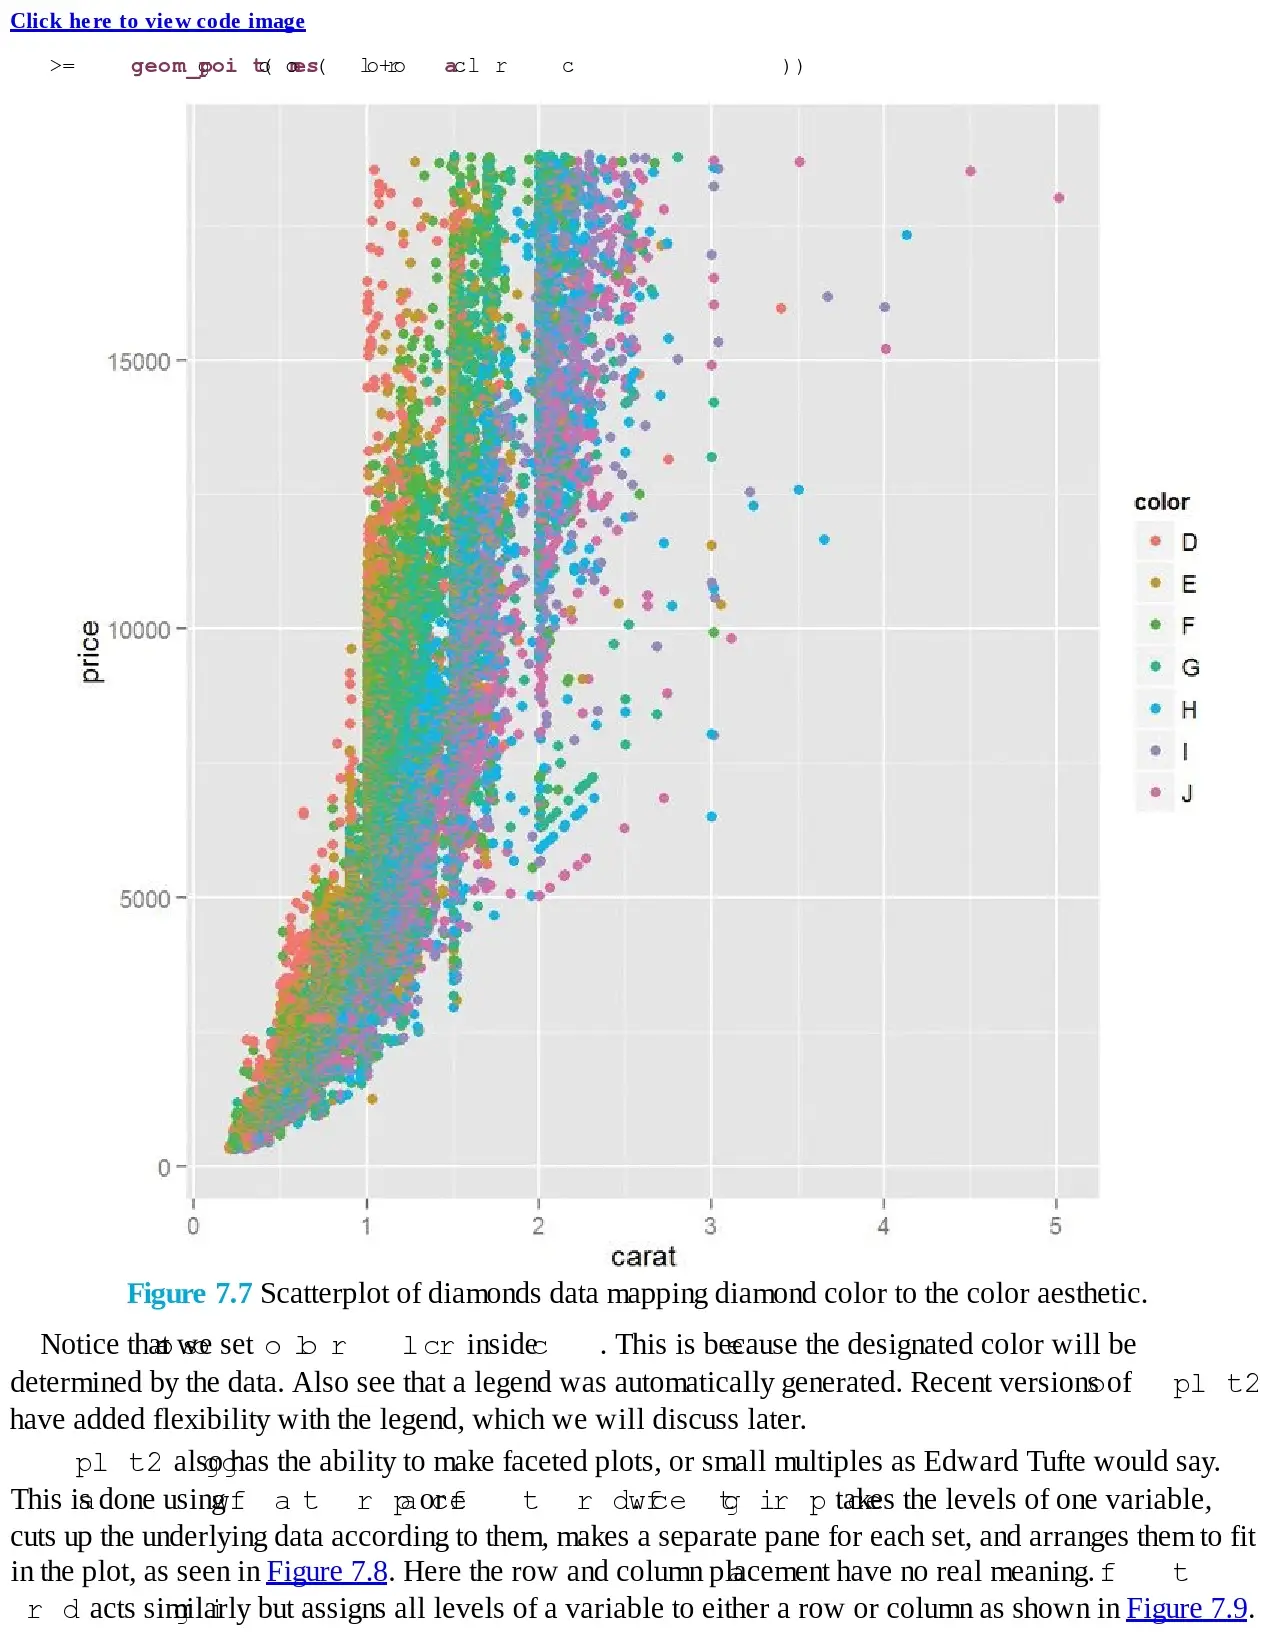 Click here to view code image
>= geom_poi
15000
10000
5000
0
price
0 1 2 3 4 5
carat
color
D
E
F
G
H
I
J
Figure 7.7 Scatterplot of diamonds data mapping diamond color to the color aesthetic.
Notice that we set inside . This is because the designated color will be
determined by the data. Also see that a legend was automatically generated. Recent versions of pl t2
have added flexibility with the legend, which we will discuss later.
pl t2 also has the ability to make faceted plots, or small multiples as Edward Tufte would say.
This is done using or takes the levels of one variable,
cuts up the underlying data according to them, makes a separate pane for each set, and arranges them to fit
in the plot, as seen in Figure 7.8. Here the row and column placement have no real meaning. f t
r d acts similarly but assigns all levels of a variable to either a row or column as shown in Figure 7.9.